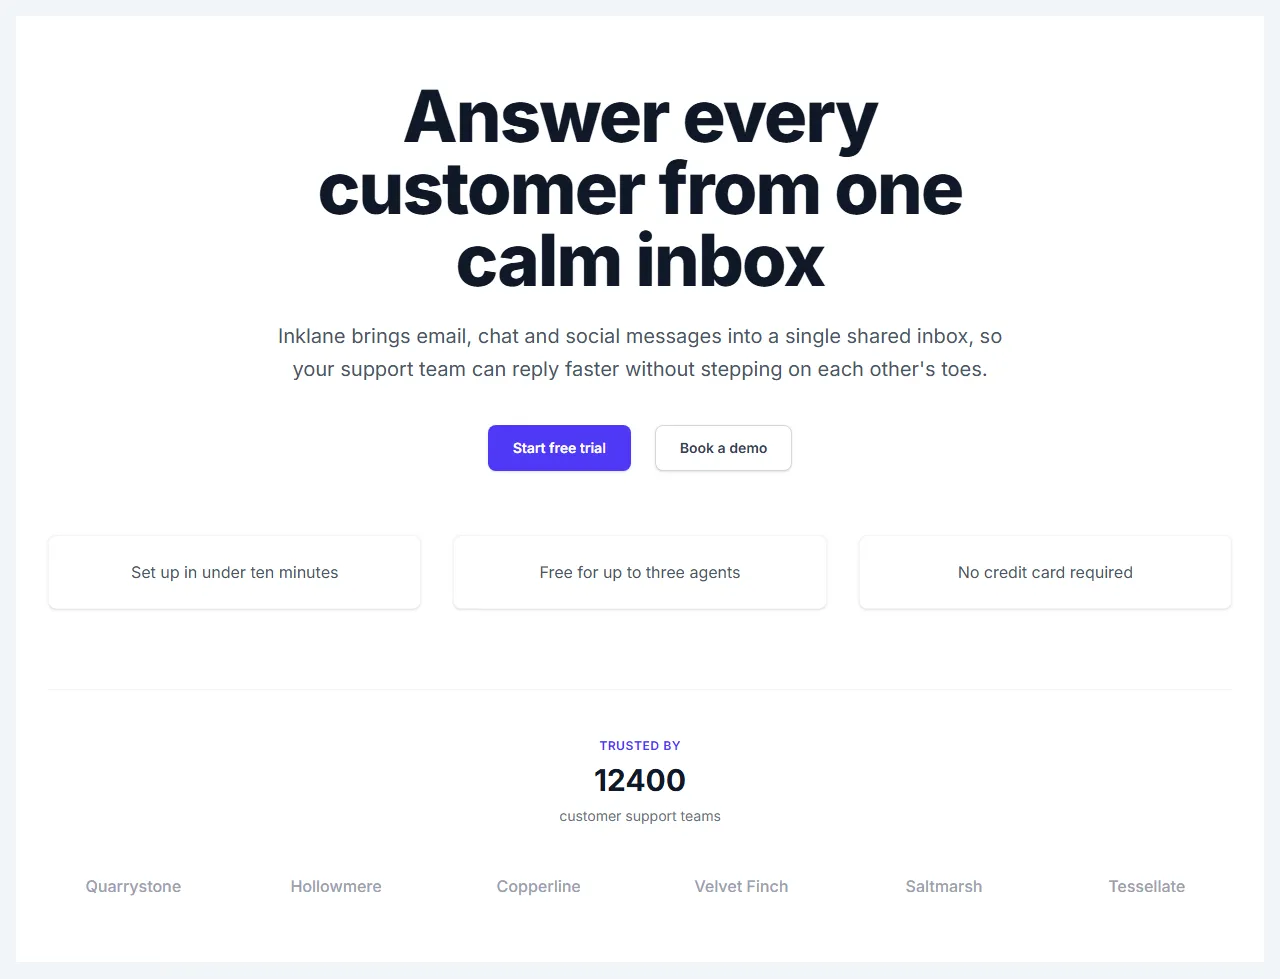 Answer every
customer from one
calm inbox
Inklane brings email, chat and social messages into a single shared inbox, so
your support team can reply faster without stepping on each other's toes.
Start free trial
Book a demo
Set up in under ten minutes
Free for up to three agents
No credit card required
TRUSTED BY
12400
customer support teams
Quarrystone
Hollowmere
Copperline
Velvet Finch
Saltmarsh
Tessellate